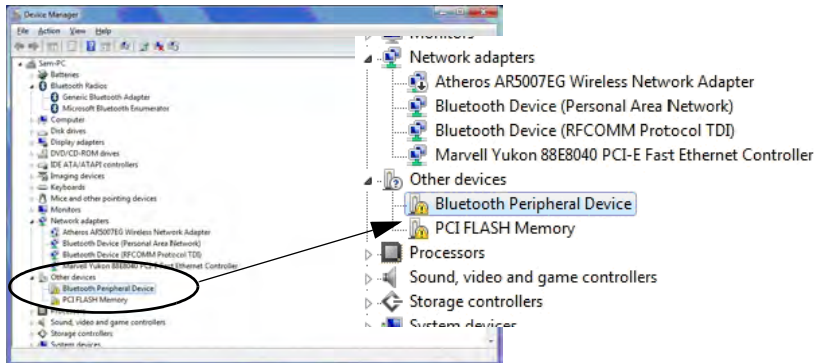 Device Manager
File Action View Help
Sem-PC
Batteries
Bluetooth Radios
Generic Bluetooth Adapter
Microsoft Bluetooth Enumerator
Computer
Disk drives
Display adapters
DVD/CD-ROM drives
IDE ATA/ATAPI controllers
Imaging devices
Keyboards
Mice and other pointing devices
Monitors
Network adapters
Atheros AR5007EG Wireless Network Adapter
Bluetooth Device (Personal Area Network)
Bluetooth Device (RFCOMM Protocol TDI)
Marvell Yukon 88E8040 PCI-E Fast Ethernet Controller
Other devices
Bluetooth Peripheral Device
PCI FLASH Memory
Processors
Sound, video and game controllers
Storage controllers
System devices
Monitors
Network adapters
Atheros AR5007EG Wireless Network Adapter
Bluetooth Device (Personal Area Network)
Bluetooth Device (RFCOMM Protocol TDI)
Marvell Yukon 88E8040 PCI-E Fast Ethernet Controller
Other devices
Bluetooth Peripheral Device
PCI FLASH Memory
Processors
Sound, video and game controllers
Storage controllers
System devices